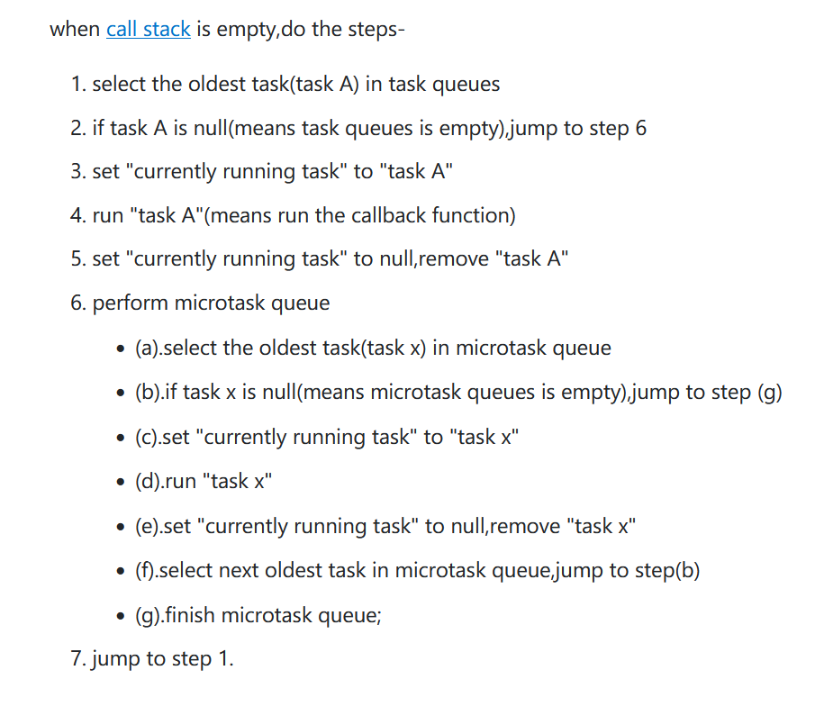 when call stack is empty,do the steps-
1. select the oldest task(task A) in task queues
2. if task A is null(means task queues is empty),jump to step 6
3. set "currently running task" to "task A"
4. run "task A"(means run the callback function)
5. set "currently running task" to null,remove "task A"
6. perform microtask queue
• (a).select the oldest task(task x) in microtask queue
• (b).if task x is null(means microtask queues is empty),jump to step (g)
• (c).set "currently running task" to "task x"
• (d).run "task x"
• (e).set "currently running task" to null,remove "task x"
• (f).select next oldest task in microtask queue,jump to step(b)
• (g).finish microtask queue;
7. jump to step 1.